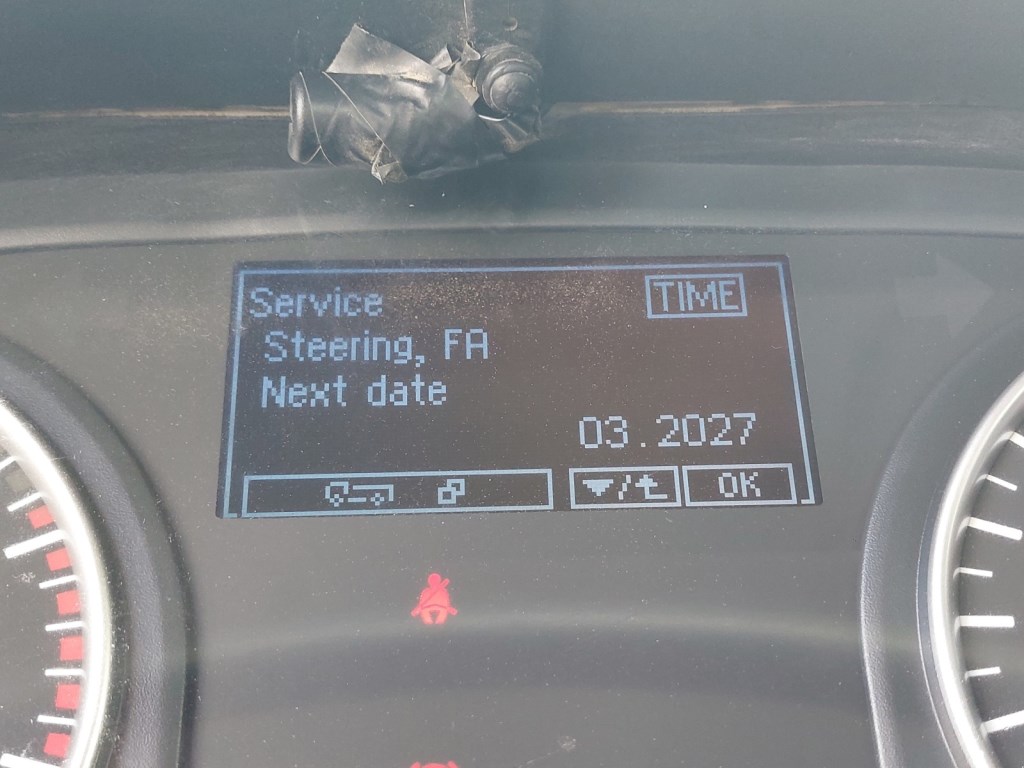 Service
TIME
Steering, FA
Next date
03.2027
OK